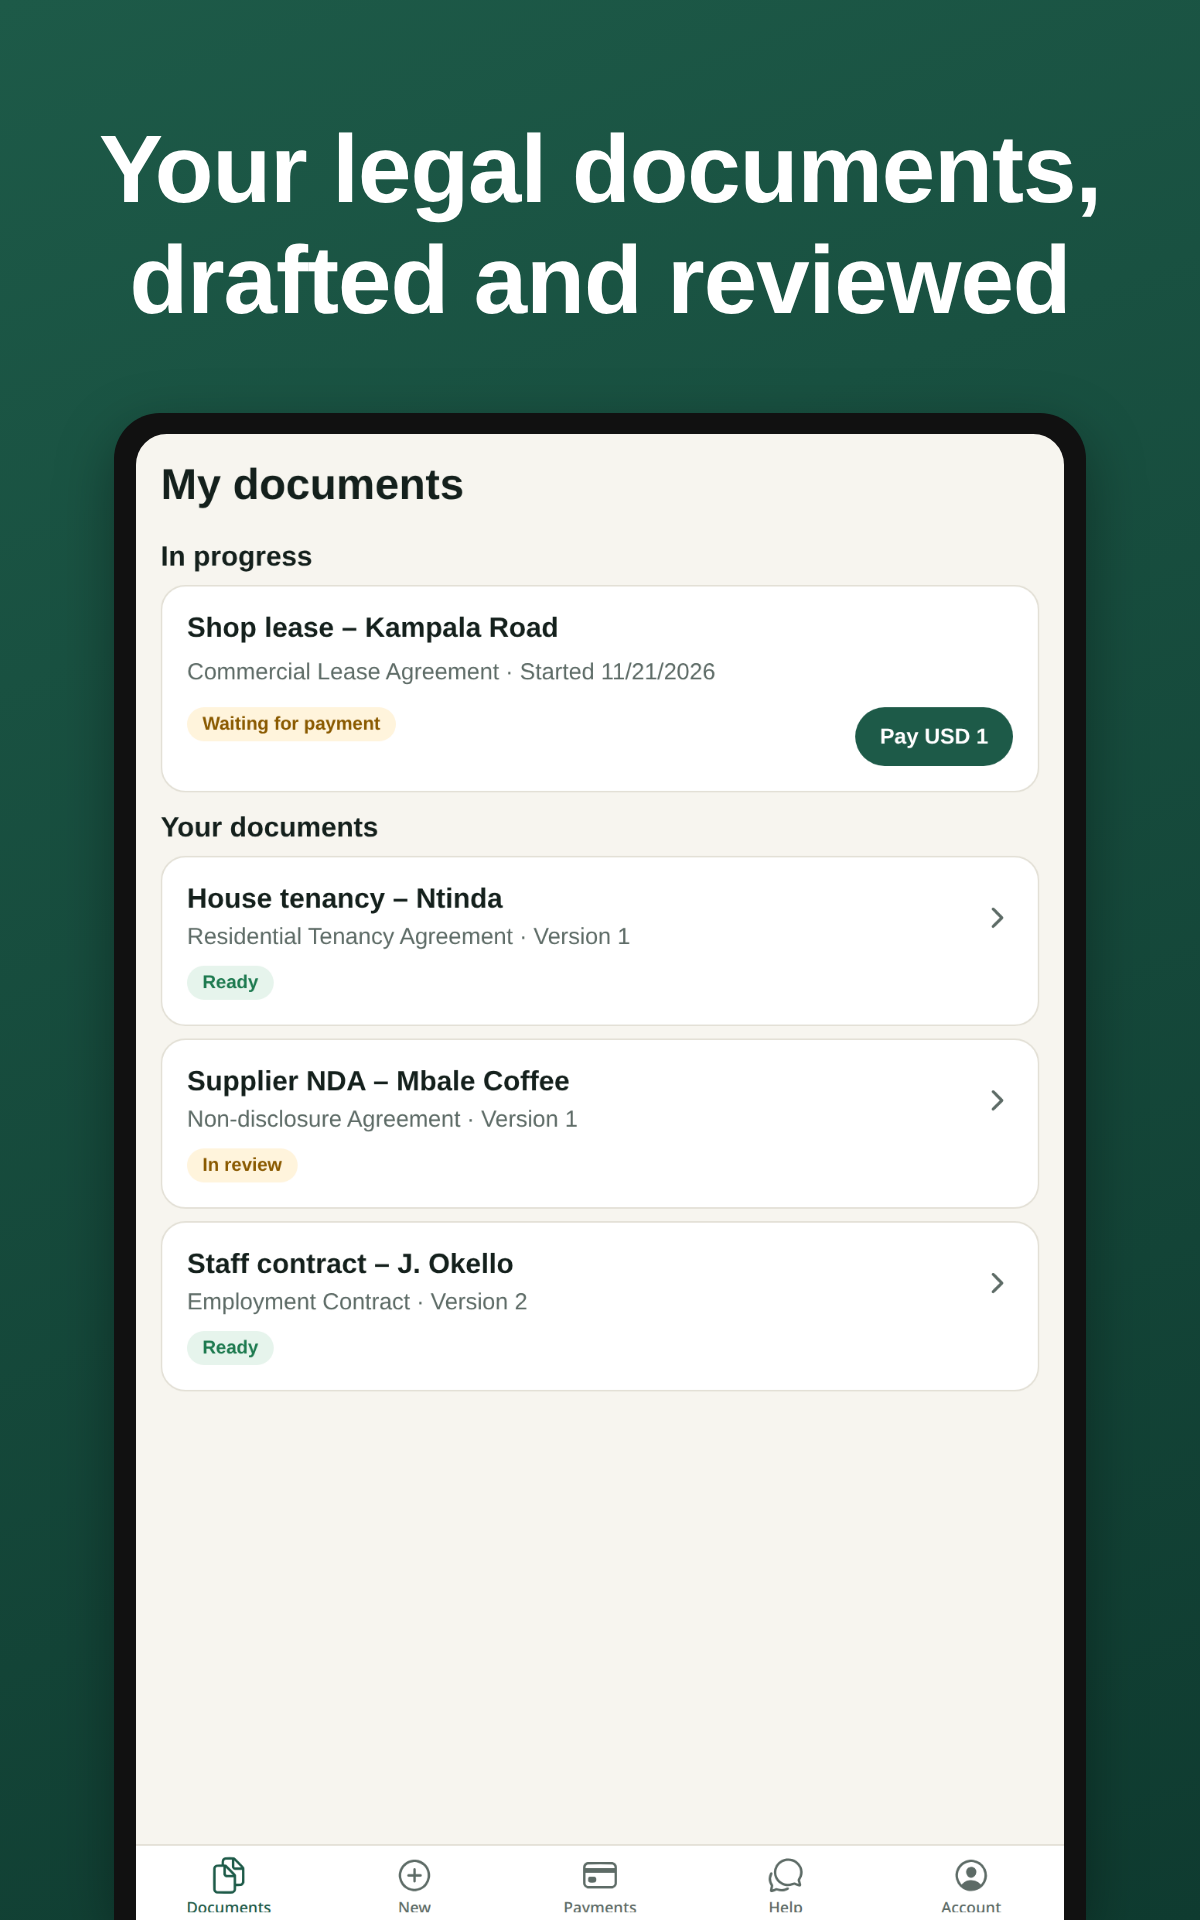 Your legal documents,
drafted and reviewed
My documents
In progress
Shop lease – Kampala Road
Commercial Lease Agreement · Started 11/21/2026
Waiting for payment
Pay USD 1
Your documents
House tenancy – Ntinda
Residential Tenancy Agreement · Version 1
Ready
Supplier NDA – Mbale Coffee
Non-disclosure Agreement · Version 1
In review
Staff contract – J. Okello
Employment Contract · Version 2
Ready
Documents
New
Payments
Help
Account